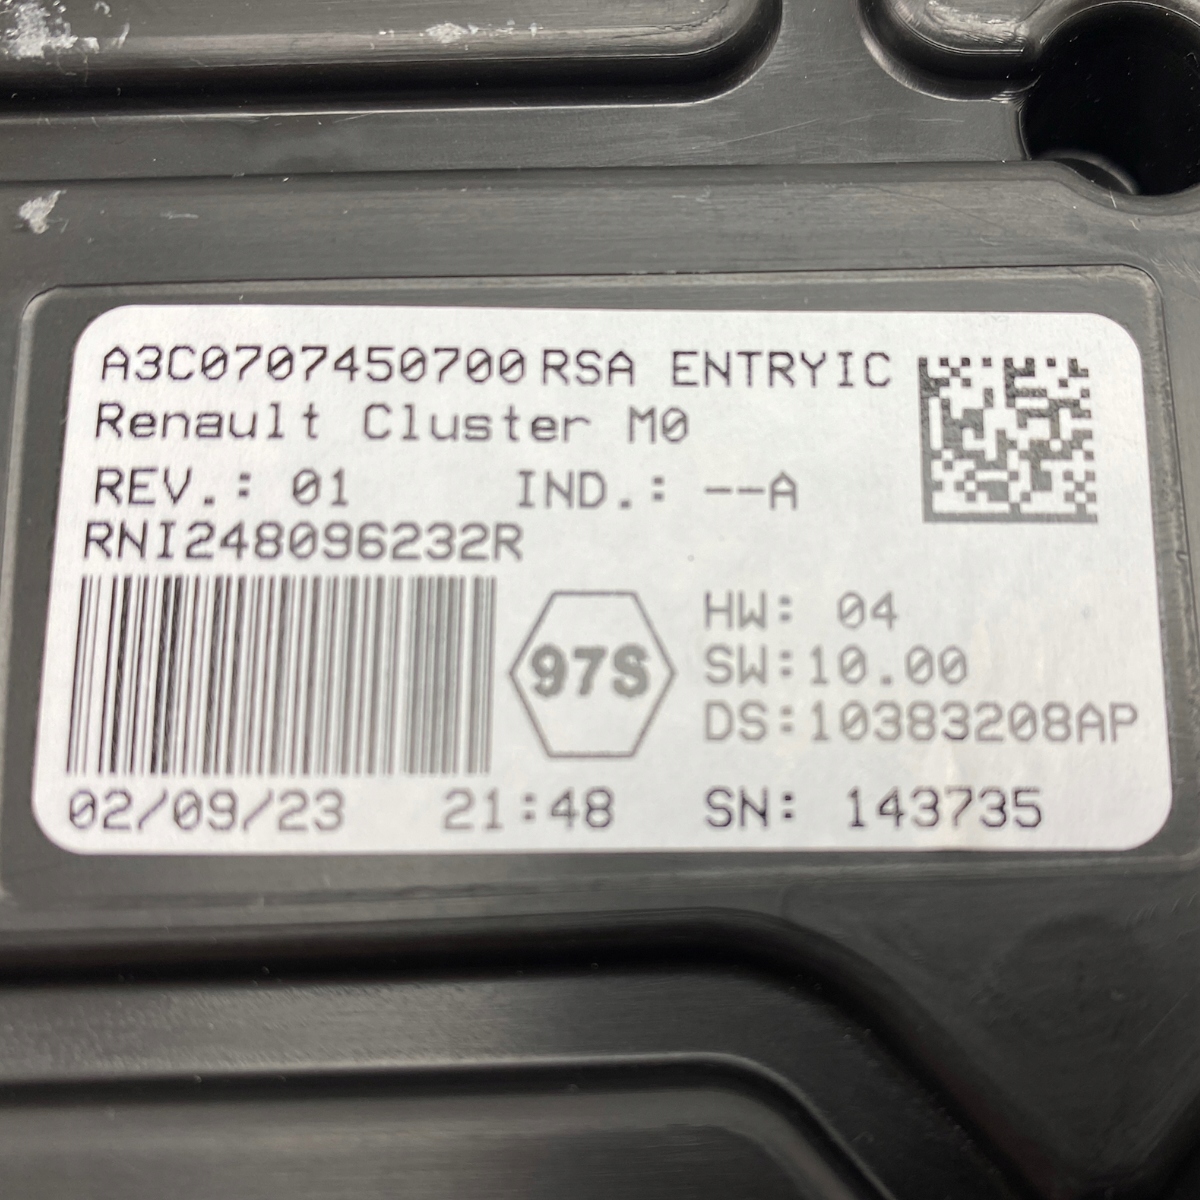 A3C0707450700 RSA ENTRYIC
Renault Cluster M0
REV.: 01 IND.: --A
RNI248096232R
97S
HW: 04
SW:10.00
DS:10383208AP
02/09/23 21:48 SN: 143735